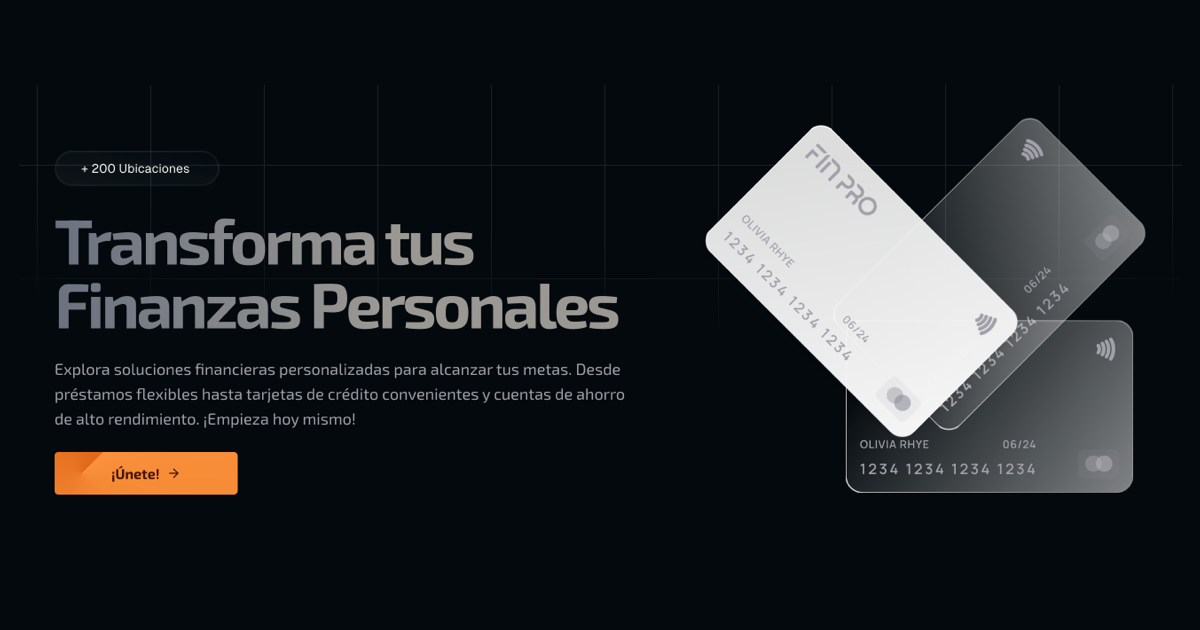 + 200 Ubicaciones
Transforma tus
Finanzas Personales
Explora soluciones financieras personalizadas para alcanzar tus metas. Desde
préstamos flexibles hasta tarjetas de crédito convenientes y cuentas de ahorro
de alto rendimiento. ¡Empieza hoy mismo!
¡Únete! →
FIN PRO
OLIVIA RHYE
06/24
1234 1234 1234 1234
06/24
1234 1234 1234
OLIVIA RHYE
06/24
1234 1234 1234 1234